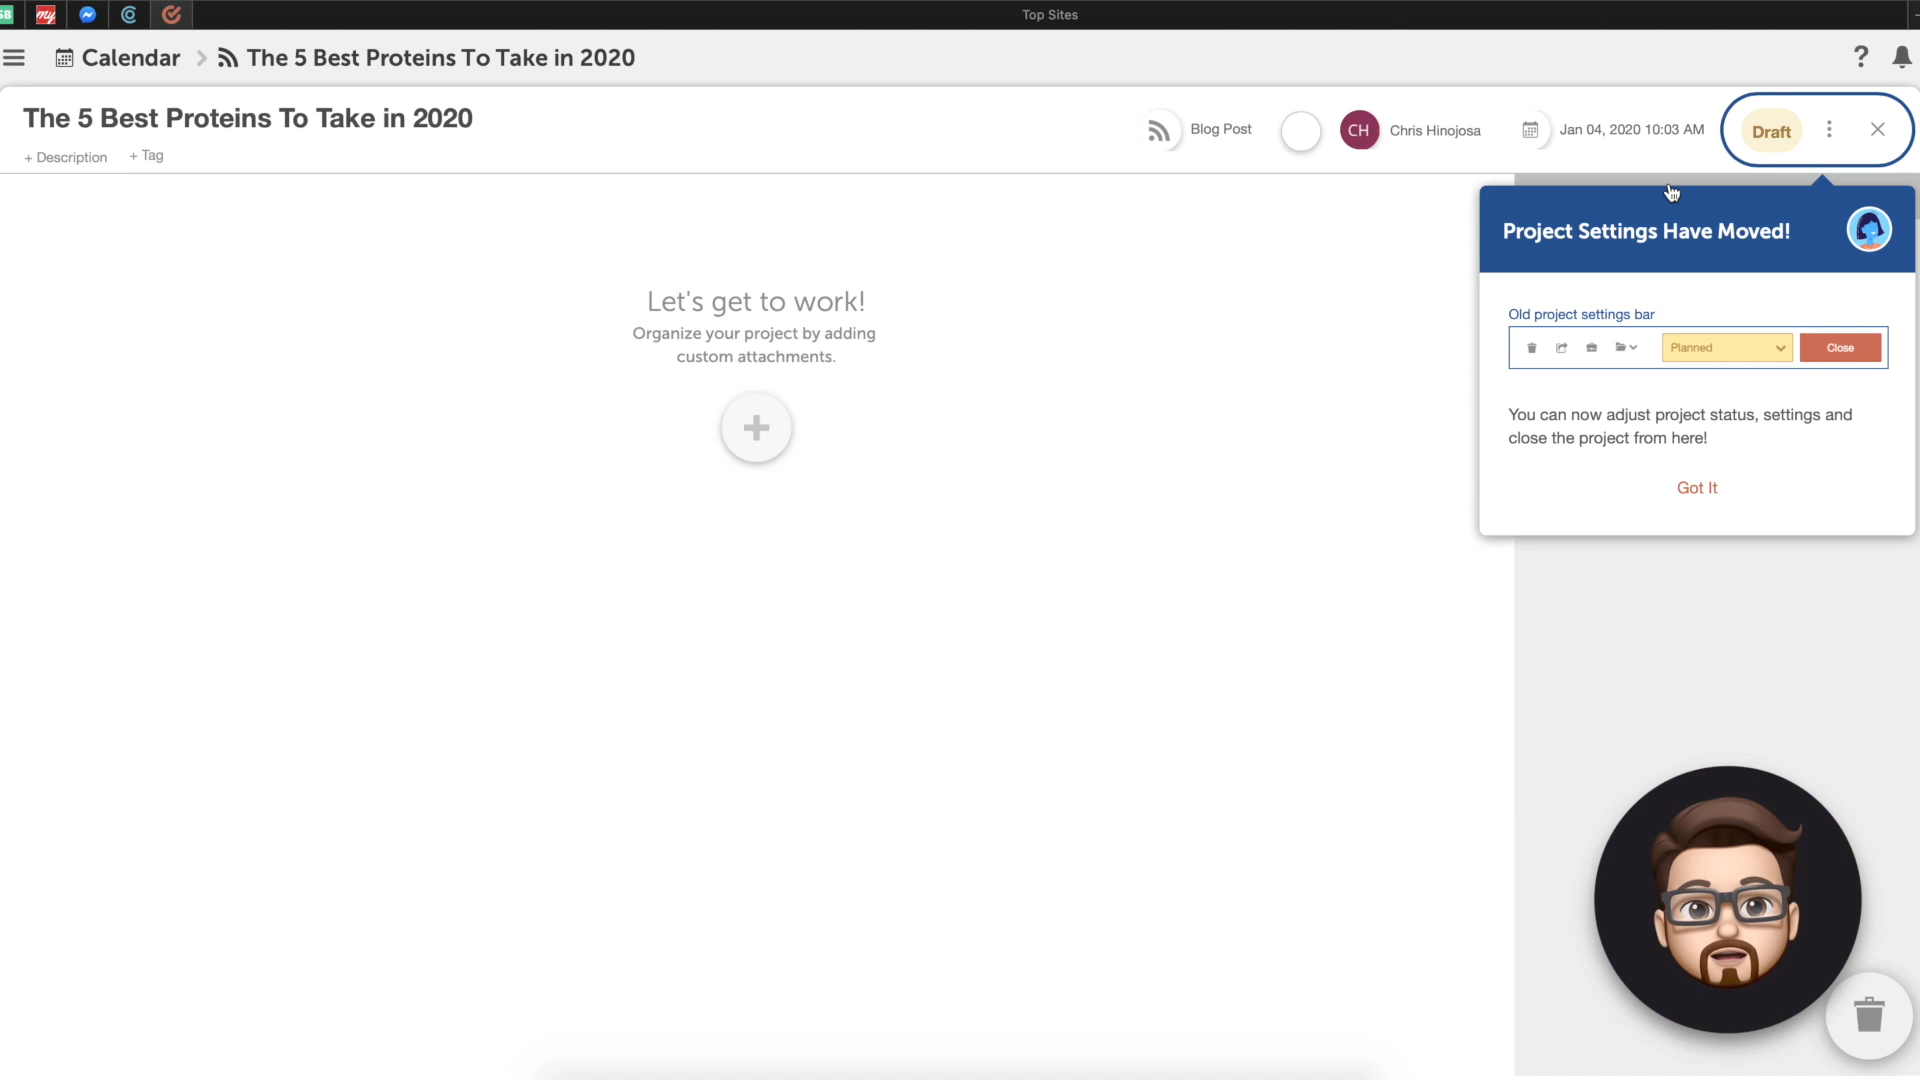 SB
my
Top Sites
Calendar
The 5 Best Proteins To Take in 2020
?
The 5 Best Proteins To Take in 2020
+ Description
+ Tag
Blog Post
CH
Chris Hinojosa
Jan 04, 2020 10:03 AM
Draft
Let's get to work!
Organize your project by adding
custom attachments.
Project Settings Have Moved!
Old project settings bar
Planned
Close
You can now adjust project status, settings and
close the project from here!
Got It